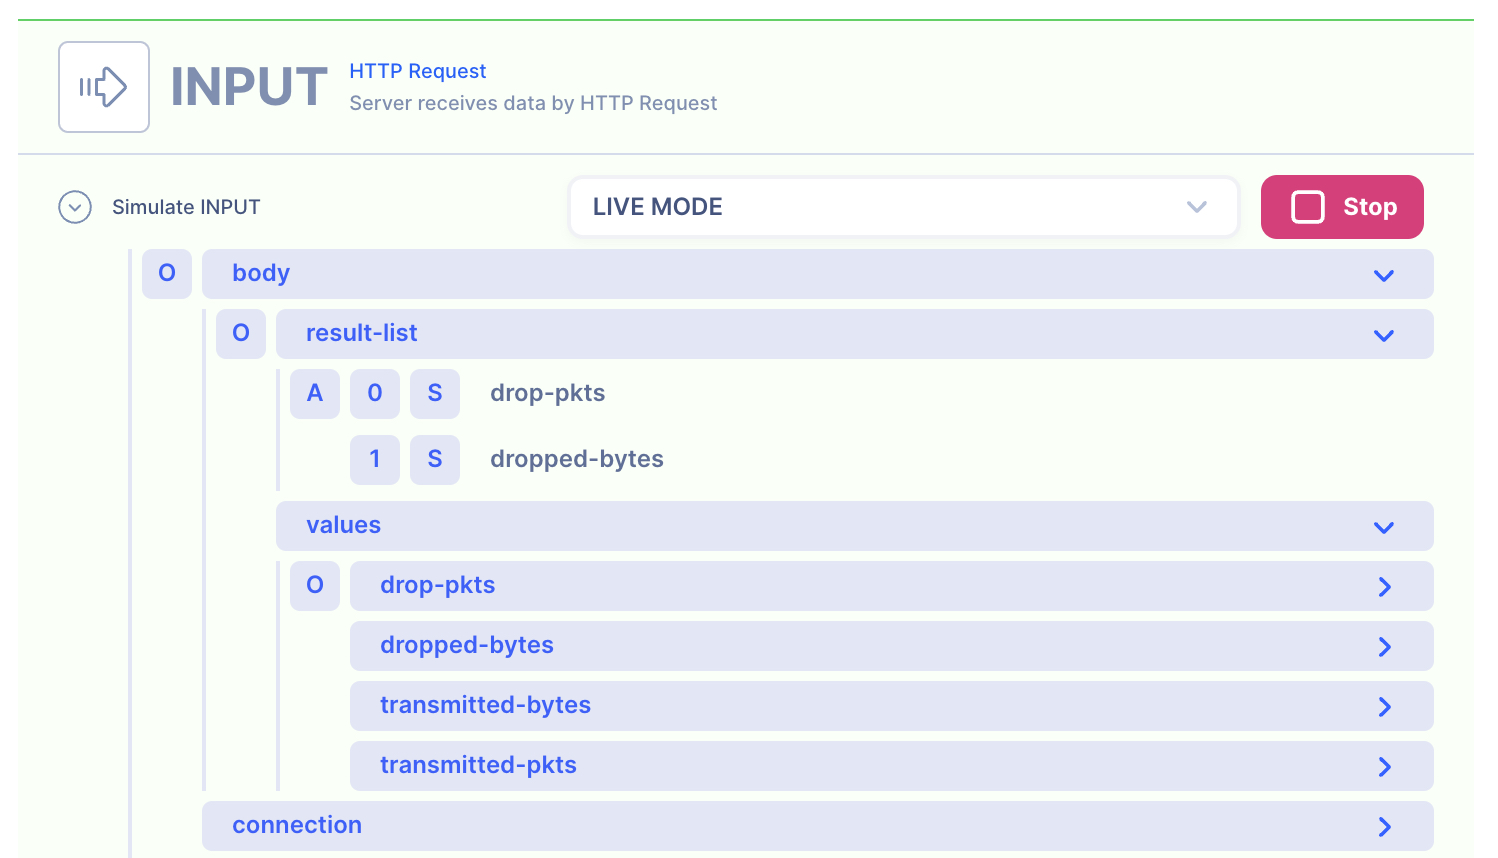 INPUT
HTTP Request
Server receives data by HTTP Request
Simulate INPUT
LIVE MODE
Stop
O body
O result-list
A 0 S drop-pkts
1 S dropped-bytes
values
O drop-pkts
dropped-bytes
transmitted-bytes
transmitted-pkts
connection